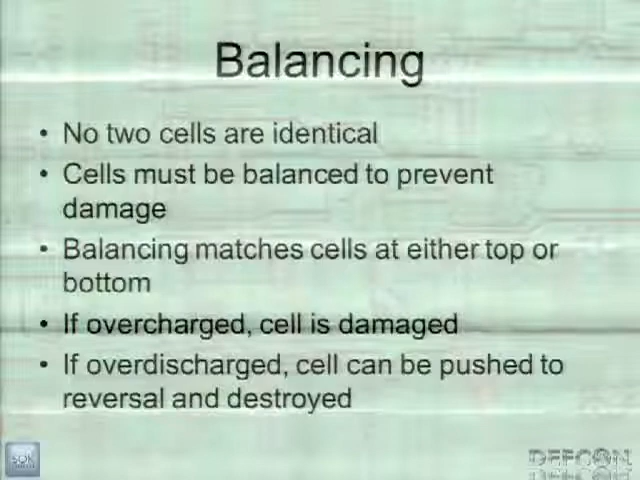 Balancing
• No two cells are identical
• Cells must be balanced to prevent
damage
• Balancing matches cells at either top or
bottom
• If overcharged, cell is damaged
• If overdischarged, cell can be pushed to
reversal and destroyed
DEFCON